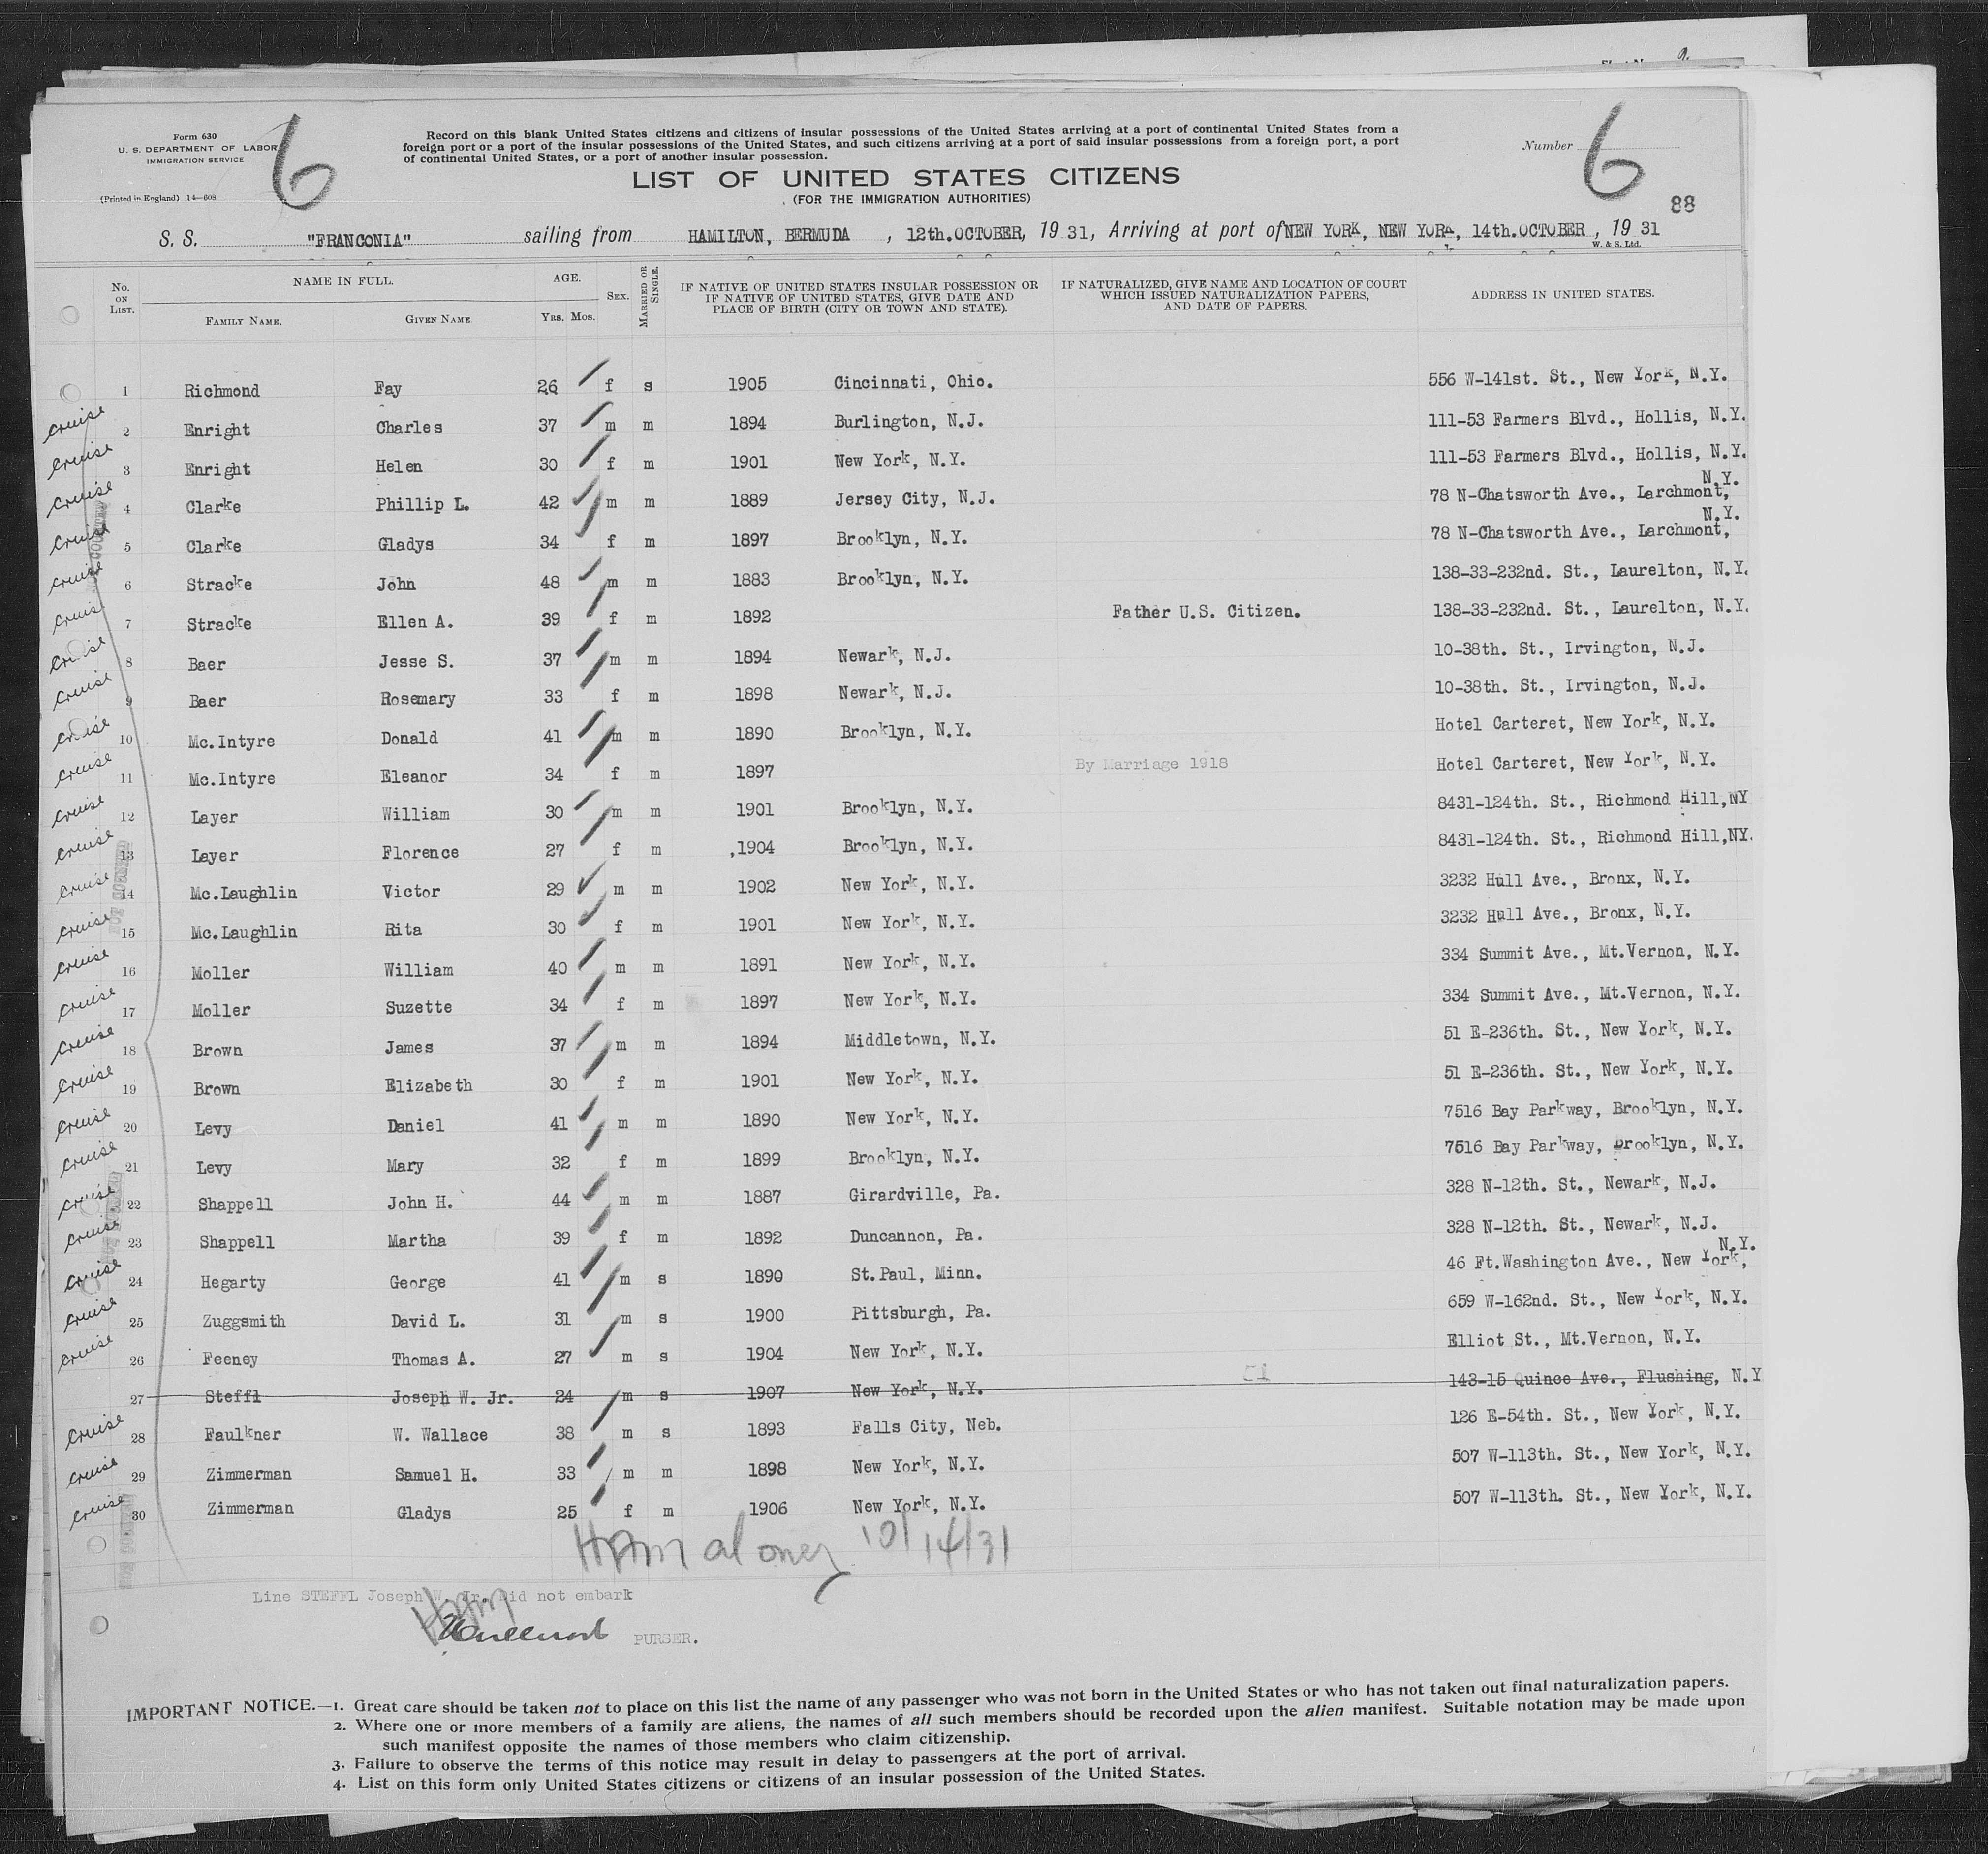 Form 630
U. S. DEPARTMENT OF LABOR
IMMIGRATION SERVICE
(Printed in England) 14—608
6
Record on this blank United States citizens and citizens of insular possessions of the United States arriving at a port of continental United States from a
foreign port or a port of the insular possessions of the United States, and such citizens arriving at a port of said insular possessions from a foreign port, a port
of continental United States, or a port of another insular possession.
Number 6
88
LIST OF UNITED STATES CITIZENS
(FOR THE IMMIGRATION AUTHORITIES)
S. S. "FRANCONIA" sailing from HAMILTON, BERMUDA , 12th.OCTOBER, 19 31, Arriving at port of NEW YORK, NEW YORK, 14th.OCTOBER , 19 31
W. & S. Ltd.
No. ON LIST. NAME IN FULL. FAMILY NAME. GIVEN NAME AGE. YRS. MOS. SEX. MARRIED OR SINGLE. IF NATIVE OF UNITED STATES INSULAR POSSESSION OR IF NATIVE OF UNITED STATES, GIVE DATE AND PLACE OF BIRTH (CITY OR TOWN AND STATE). IF NATURALIZED, GIVE NAME AND LOCATION OF COURT WHICH ISSUED NATURALIZATION PAPERS, AND DATE OF PAPERS. ADDRESS IN UNITED STATES.
1 Richmond Fay 26 f s 1905 Cincinnati, Ohio. 556 W-141st. St., New York, N.Y.
cruise 2 Enright Charles 37 m m 1894 Burlington, N.J. 111-53 Farmers Blvd., Hollis, N.Y.
cruise 3 Enright Helen 30 f m 1901 New York, N.Y. 111-53 Farmers Blvd., Hollis, N.Y.
cruise 4 Clarke Phillip L. 42 m m 1889 Jersey City, N.J. 78 N-Chatsworth Ave., Larchmont, N.Y.
cruise 5 Clarke Gladys 34 f m 1897 Brooklyn, N.Y. 78 N-Chatsworth Ave., Larchmont, N.Y.
cruise 6 Stracke John 48 m m 1883 Brooklyn, N.Y. 138-33-232nd. St., Laurelton, N.Y.
cruise 7 Stracke Ellen A. 39 f m 1892 Father U.S. Citizen. 138-33-232nd. St., Laurelton, N.Y.
cruise 8 Baer Jesse S. 37 m m 1894 Newark, N.J. 10-38th. St., Irvington, N.J.
cruise 9 Baer Rosemary 33 f m 1898 Newark, N.J. 10-38th. St., Irvington, N.J.
cruise 10 Mc.Intyre Donald 41 m m 1890 Brooklyn, N.Y. Hotel Carteret, New York, N.Y.
cruise 11 Mc.Intyre Eleanor 34 f m 1897 By Marriage 1918 Hotel Carteret, New York, N.Y.
cruise 12 Layer William 30 m m 1901 Brooklyn, N.Y. 8431-124th. St., Richmond Hill,NY
cruise 13 Layer Florence 27 f m ,1904 Brooklyn, N.Y. 8431-124th. St., Richmond Hill,NY.
cruise 14 Mc.Laughlin Victor 29 m m 1902 New York, N.Y. 3232 Hull Ave., Bronx, N.Y.
cruise 15 Mc.Laughlin Rita 30 f m 1901 New York, N.Y. 3232 Hull Ave., Bronx, N.Y.
cruise 16 Moller William 40 m m 1891 New York, N.Y. 334 Summit Ave., Mt.Vernon, N.Y.
cruise 17 Moller Suzette 34 f m 1897 New York, N.Y. 334 Summit Ave., Mt.Vernon, N.Y.
cruise 18 Brown James 37 m m 1894 Middletown, N.Y. 51 E-236th. St., New York, N.Y.
cruise 19 Brown Elizabeth 30 f m 1901 New York, N.Y. 51 E-236th. St., New York, N.Y.
cruise 20 Levy Daniel 41 m m 1890 New York, N.Y. 7516 Bay Parkway, Brooklyn, N.Y.
cruise 21 Levy Mary 32 f m 1899 Brooklyn, N.Y. 7516 Bay Parkway, Brooklyn, N.Y.
cruise 22 Shappell John H. 44 m m 1887 Girardville, Pa. 328 N-12th. St., Newark, N.J.
cruise 23 Shappell Martha 39 f m 1892 Duncannon, Pa. 328 N-12th. St., Newark, N.J.
cruise 24 Hegarty George 41 m s 1890 St.Paul, Minn. 46 Ft.Washington Ave., New York, N.Y.
cruise 25 Zuggsmith David L. 31 m s 1900 Pittsburgh, Pa. 659 W-162nd. St., New York, N.Y.
cruise 26 Feeney Thomas A. 27 m s 1904 New York, N.Y. Elliot St., Mt.Vernon, N.Y.
27 Steffl Joseph W. Jr. 24 m s 1907 New York, N.Y. 143-15 Quince Ave., Flushing, N.Y
cruise 28 Faulkner W. Wallace 38 m s 1893 Falls City, Neb. 126 E-54th. St., New York, N.Y.
cruise 29 Zimmerman Samuel H. 33 m m 1898 New York, N.Y. 507 W-113th. St., New York, N.Y.
cruise 30 Zimmerman Gladys 25 f m 1906 New York, N.Y. 507 W-113th. St., New York, N.Y.
10/14/31
Line STEFFL Joseph W. Jr. Did not embark
PURSER.
IMPORTANT NOTICE.—1. Great care should be taken not to place on this list the name of any passenger who was not born in the United States or who has not taken out final naturalization papers.
2. Where one or more members of a family are aliens, the names of all such members should be recorded upon the alien manifest. Suitable notation may be made upon
such manifest opposite the names of those members who claim citizenship.
3. Failure to observe the terms of this notice may result in delay to passengers at the port of arrival.
4. List on this form only United States citizens or citizens of an insular possession of the United States.